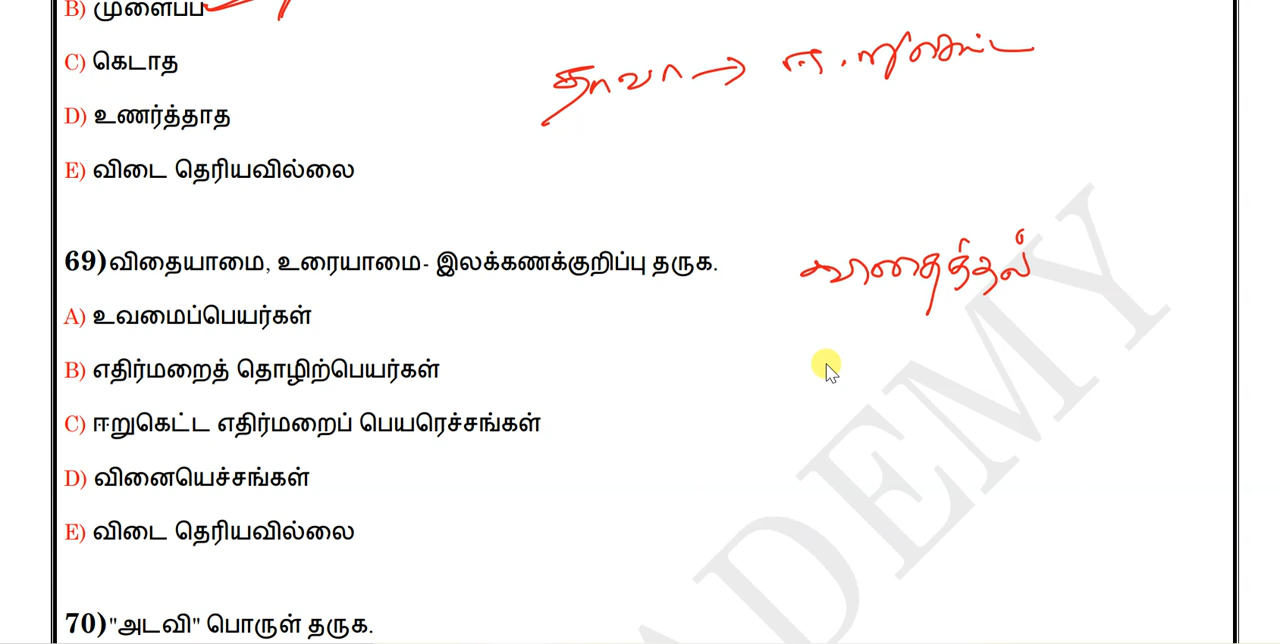 B) முளைப்ப
C) கெடாத
தாவா → ஈ.
D) உணர்த்தாத
E) விடை தெரியவில்லை
69)விதையாமை, உரையாமை- இலக்கணக்குறிப்பு தருக.
A) உவமைப்பெயர்கள்
B) எதிர்மறைத் தொழிற்பெயர்கள்
C) ஈறுகெட்ட எதிர்மறைப் பெயரெச்சங்கள்
D) வினையெச்சங்கள்
E) விடை தெரியவில்லை
70)"அடவி" பொருள் தருக.
ADEMY